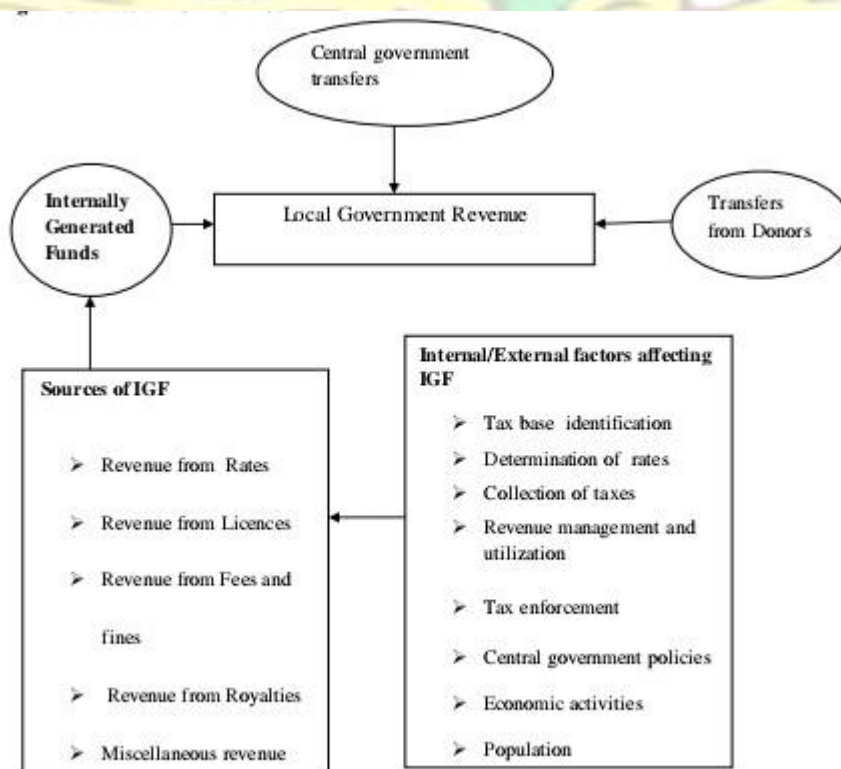 Central government
transfers
Internally
Generated
Funds
Local Government Revenue
Transfers
from Donors
Sources of IGF
➢ Revenue from Rates
➢ Revenue from Licences
➢ Revenue from Fees and
fines
➢ Revenue from Royalties
➢ Miscellaneous revenue
Internal/External factors affecting
IGF
➢ Tax base identification
➢ Determination of rates
➢ Collection of taxes
➢ Revenue management and
utilization
➢ Tax enforcement
➢ Central government policies
➢ Economic activities
➢ Population